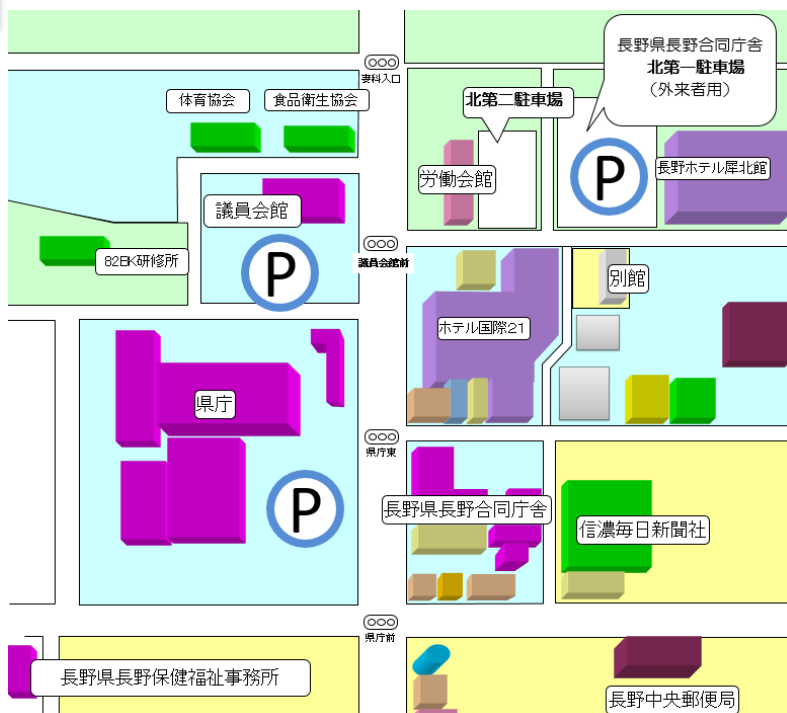 長野県長野合同庁舎
北第一駐車場
（外来者用）
妻科入口
体育協会
食品衛生協会
北第二駐車場
P
長野ホテル犀北館
労働会館
議員会館
議員会館前
82BK研修所
P
別館
ホテル国際21
県庁
県庁東
P
長野県長野合同庁舎
信濃毎日新聞社
県庁前
長野県長野保健福祉事務所
長野中央郵便局